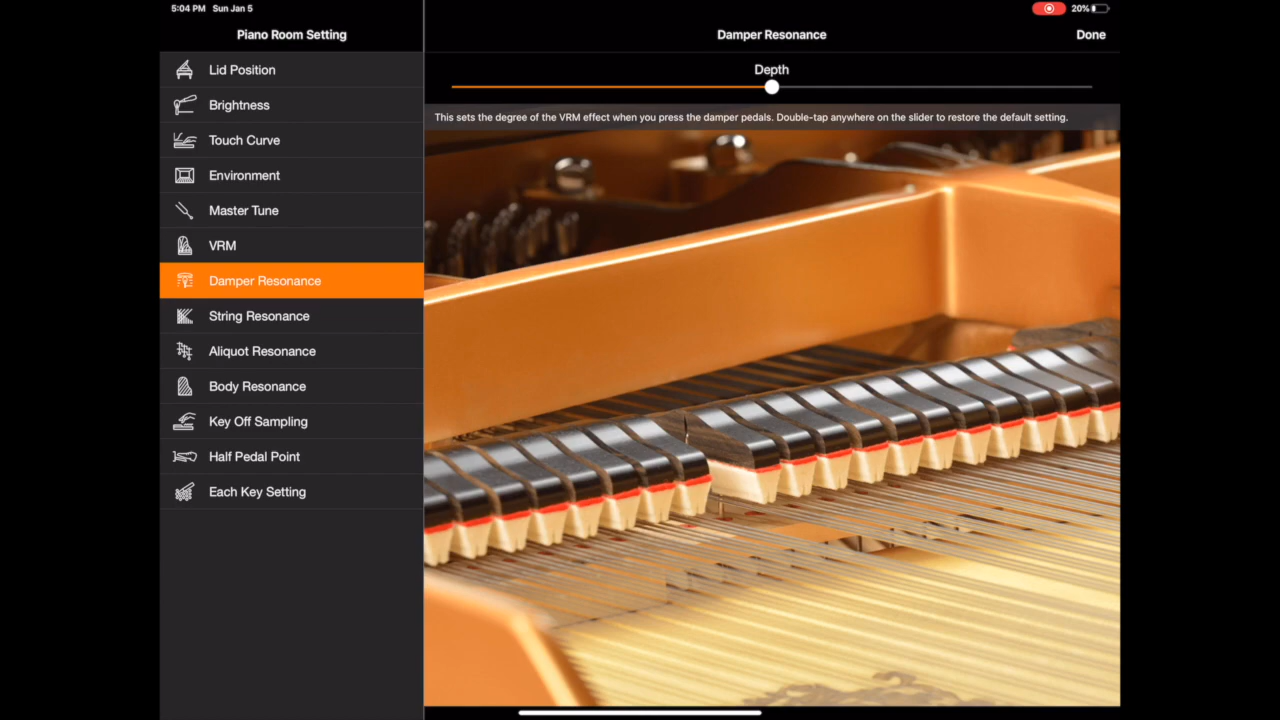 5:04 PM Sun Jan 5
20%
Piano Room Setting
Damper Resonance
Done
Lid Position
Brightness
Touch Curve
Environment
Master Tune
VRM
Damper Resonance
String Resonance
Aliquot Resonance
Body Resonance
Key Off Sampling
Half Pedal Point
Each Key Setting
Depth
This sets the degree of the VRM effect when you press the damper pedals. Double-tap anywhere on the slider to restore the default setting.